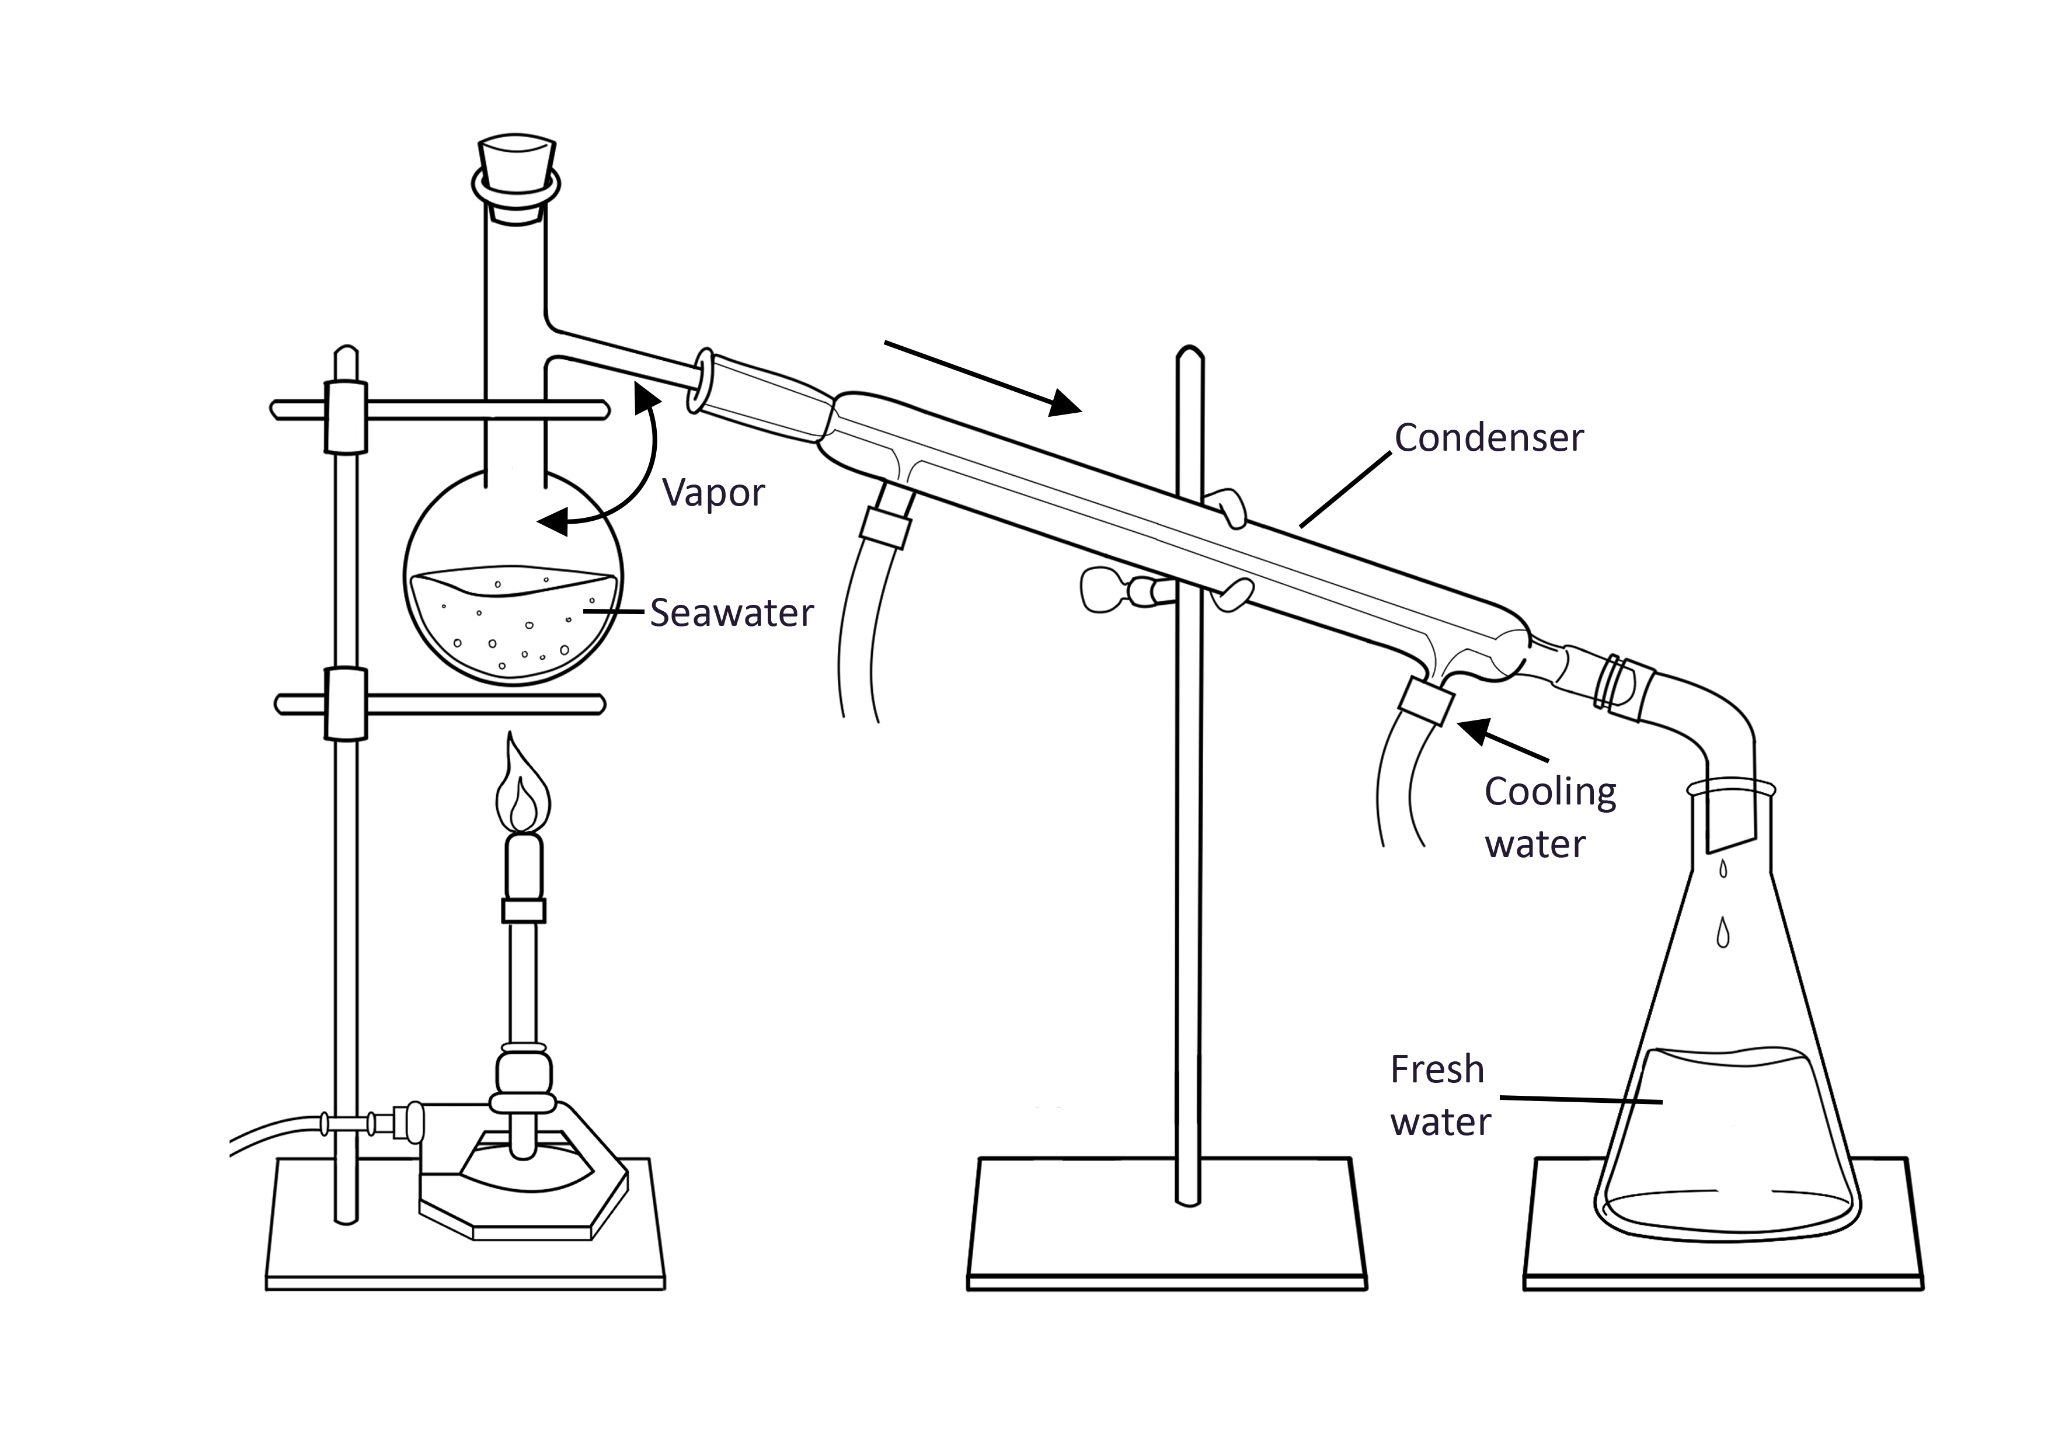 Condenser
Vapor
Seawater
Cooling
water
Fresh
water